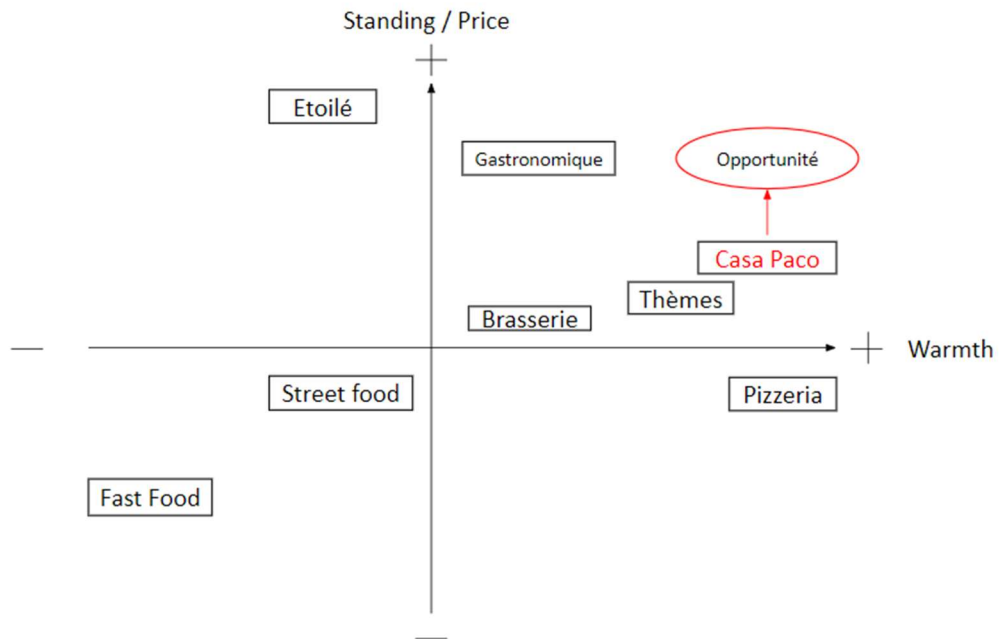 Standing / Price
Etoilé
Gastronomique
Opportunité
Casa Paco
Thèmes
Brasserie
Warmth
Street food
Pizzeria
Fast Food